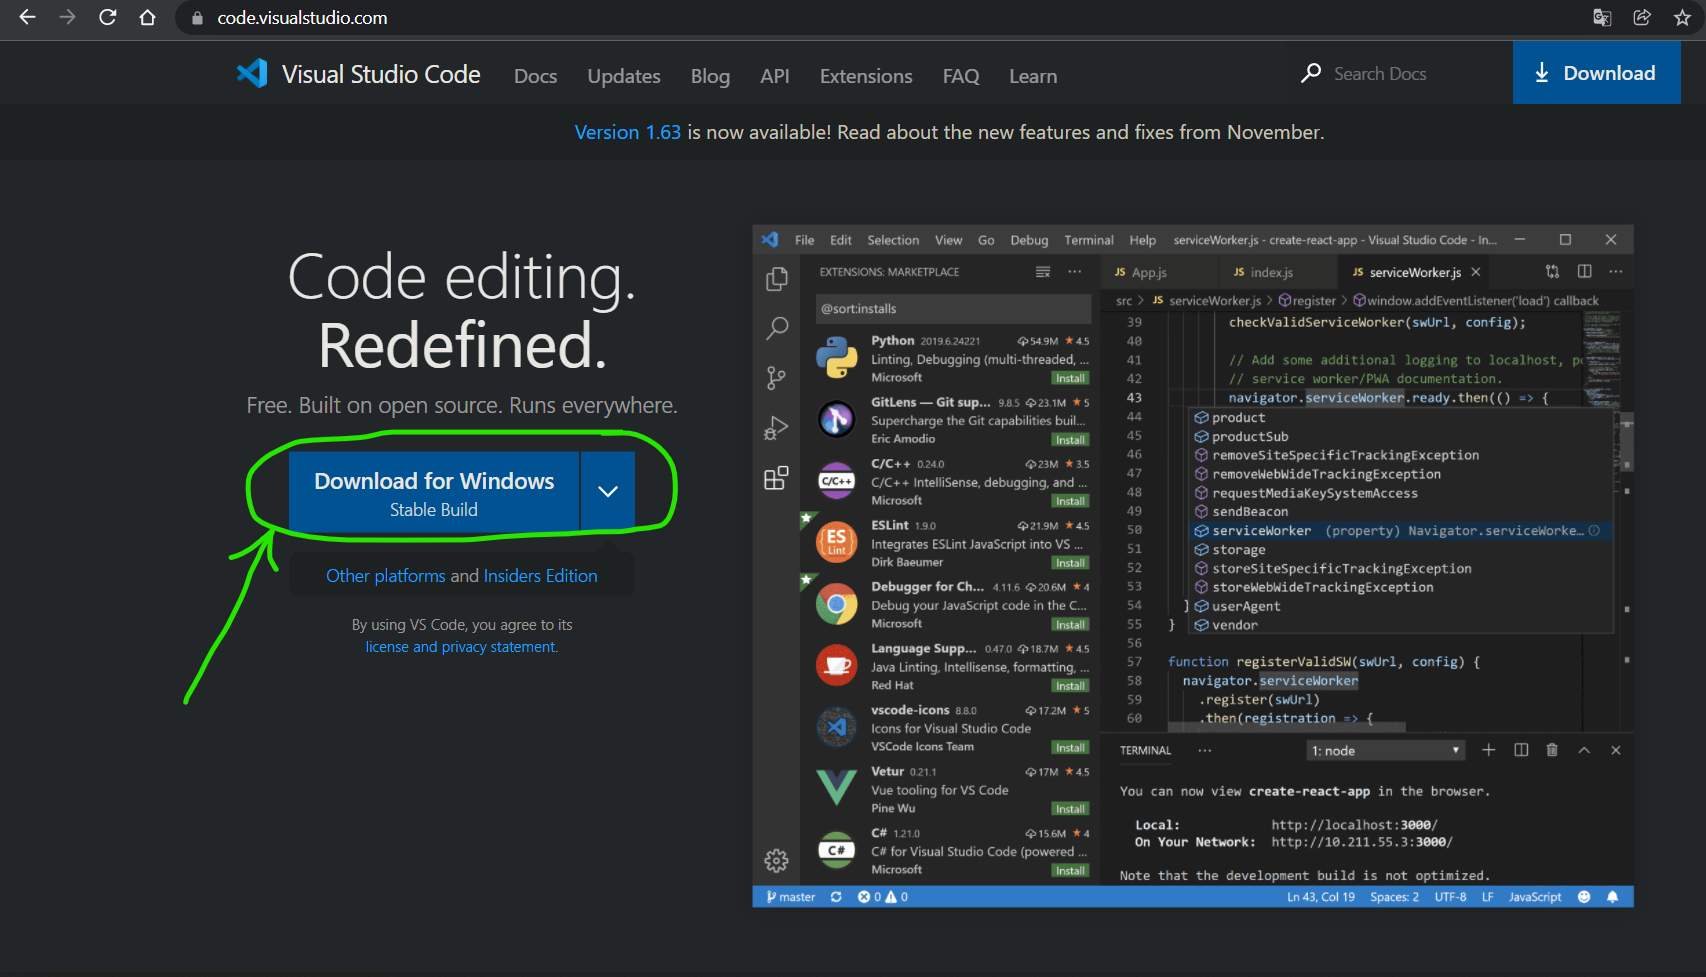 code.visualstudio.com
Visual Studio Code Docs Updates Blog API Extensions FAQ Learn Search Docs Download
Version 1.63 is now available! Read about the new features and fixes from November.
Code editing.
Redefined.
Free. Built on open source. Runs everywhere.
Download for Windows
Stable Build
Other platforms and Insiders Edition
By using VS Code, you agree to its
license and privacy statement.
File Edit Selection View Go Debug Terminal Help serviceWorker.js - create-react-app - Visual Studio Code - In...
EXTENSIONS: MARKETPLACE
@sort:installs
Python 2019.6.24221 54.9M ★ 4.5
Linting, Debugging (multi-threaded, ...
Microsoft Install
GitLens — Git sup... 9.8.5 23.1M ★ 5
Supercharge the Git capabilities buil...
Eric Amodio Install
C/C++
C/C++ 0.24.0 23M ★ 3.5
C/C++ IntelliSense, debugging, and ...
Microsoft Install
ES
Lint
ESLint 1.9.0 21.9M ★ 4.5
Integrates ESLint JavaScript into VS ...
Dirk Baeumer Install
Debugger for Ch... 4.11.6 20.6M ★ 4
Debug your JavaScript code in the C...
Microsoft Install
Language Supp... 0.47.0 18.7M ★ 4.5
Java Linting, Intellisense, formatting, ...
Red Hat Install
vscode-icons 8.8.0 17.2M ★ 5
Icons for Visual Studio Code
VSCode Icons Team Install
Vetur 0.21.1 17M ★ 4.5
Vue tooling for VS Code
Pine Wu Install
C#
C# 1.21.0 15.6M ★ 4
C# for Visual Studio Code (powered ...
Microsoft Install
JS App.js JS index.js JS serviceWorker.js
src > JS serviceWorker.js > register > window.addEventListener('load') callback
39 checkValidServiceWorker(swUrl, config);
40
41 // Add some additional logging to localhost, po
42 // service worker/PWA documentation.
43 navigator.serviceWorker.ready.then(() => {
44 product
45 productSub
46 removeSiteSpecificTrackingException
47 removeWebWideTrackingException
48 requestMediaKeySystemAccess
49 sendBeacon
50 serviceWorker (property) Navigator.serviceWorke...
51 storage
52 storeSiteSpecificTrackingException
53 storeWebWideTrackingException
54 ] userAgent
55 } vendor
56
57 function registerValidSW(swUrl, config) {
58 navigator.serviceWorker
59 .register(swUrl)
60 .then(registration => {
TERMINAL ... 1: node
You can now view create-react-app in the browser.
Local: http://localhost:3000/
On Your Network: http://10.211.55.3:3000/
Note that the development build is not optimized.
master 0 0 Ln 43, Col 19 Spaces: 2 UTF-8 LF JavaScript